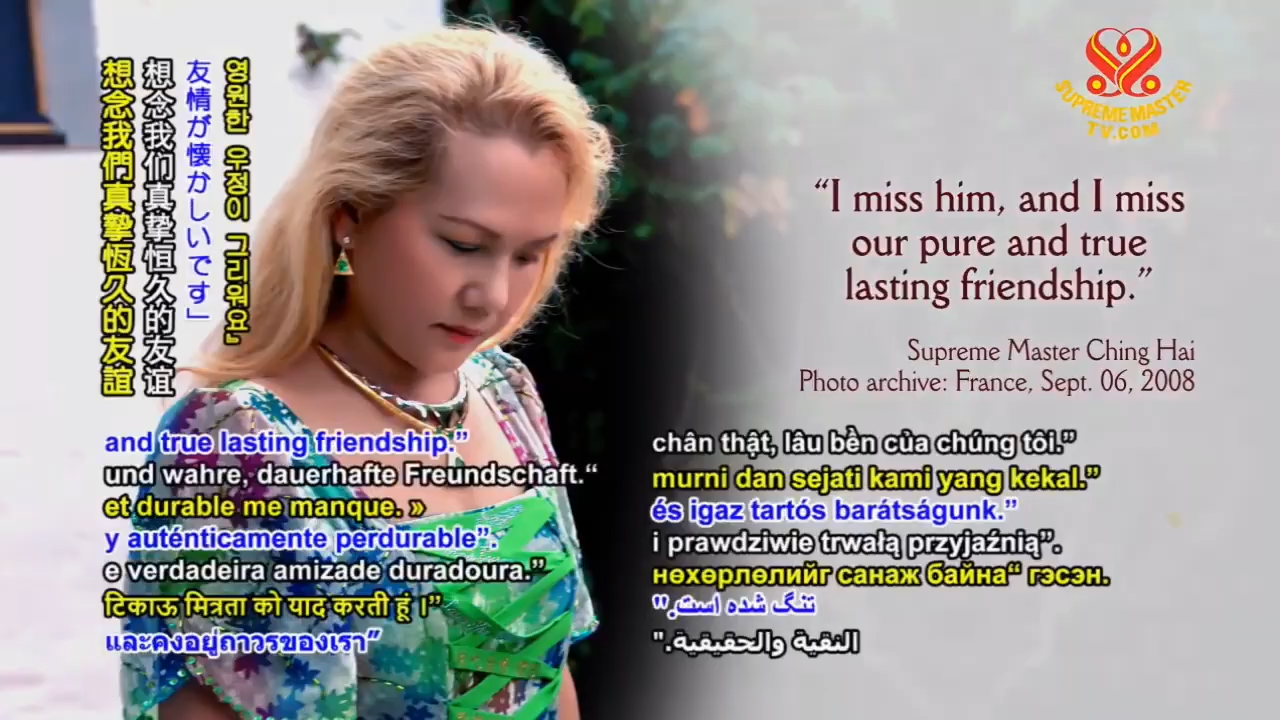 想念我們真摯恆久的友誼
想念我们真挚恒久的友谊
友情が懐かしいです」
영원한 우정이 그리워요』
SUPREME MASTER
TV.COM
“I miss him, and I miss
our pure and true
lasting friendship.”
Supreme Master Ching Hai
Photo archive: France, Sept. 06, 2008
and true lasting friendship.”
und wahre, dauerhafte Freundschaft.“
et durable me manque. »
y auténticamente perdurable”.
e verdadeira amizade duradoura.”
टिकाऊ मित्रता को याद करती हूं ।”
และคงอยู่ถาวรของเรา”
chân thật, lâu bền của chúng tôi.”
murni dan sejati kami yang kekal.”
és igaz tartós barátságunk.”
i prawdziwie trwałą przyjaźnią”.
нөхөрлөлийг санаж байна“ гэсэн.
تنگ شده است."
النقية والحقيقية."